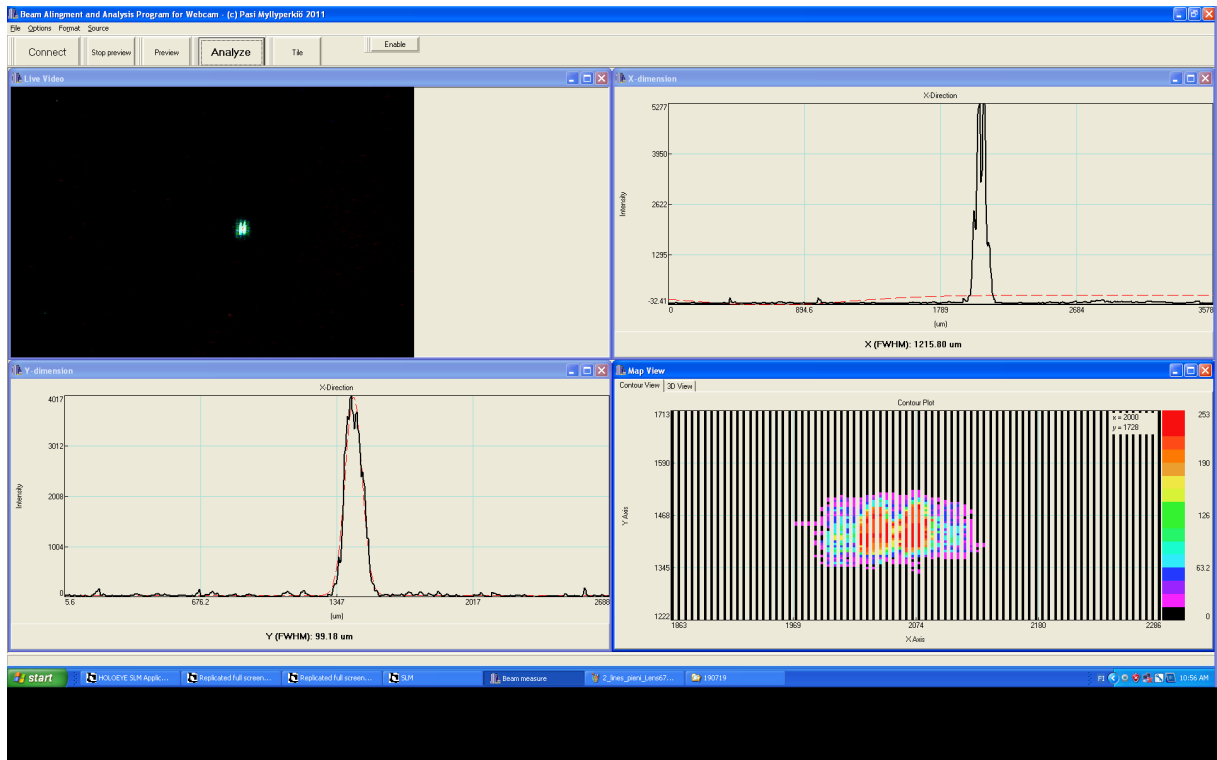 Beam Alingment and Analysis Program for Webcam - (c) Pasi Myllyperkiö 2011
File Options Format Source
Connect Stop preview Preview Analyze Tile Enable
Live Video
X-dimension
X-Direction
5277
3950
2622
1295
-32.41
Intensity
0 894.6 1789 2684 3578
(um)
X (FWHM): 1215.80 um
Y-dimension
X-Direction
4017
3012
2008
1004
0
Intensity
5.6 676.2 1347 2017 2688
(um)
Y (FWHM): 99.18 um
Map View
Contour View 3D View
Contour Plot
x = 2000
y = 1728
1713
1590
1468
1345
1222
Y Axis
1863 1969 2074 2180 2286
X Axis
253
190
126
63.2
0
start HOLOEYE SLM Applic... Replicated full screen... Replicated full screen... SLM Beam measure 2_lines_pieni_Lens67... 190719 FI 10:56 AM